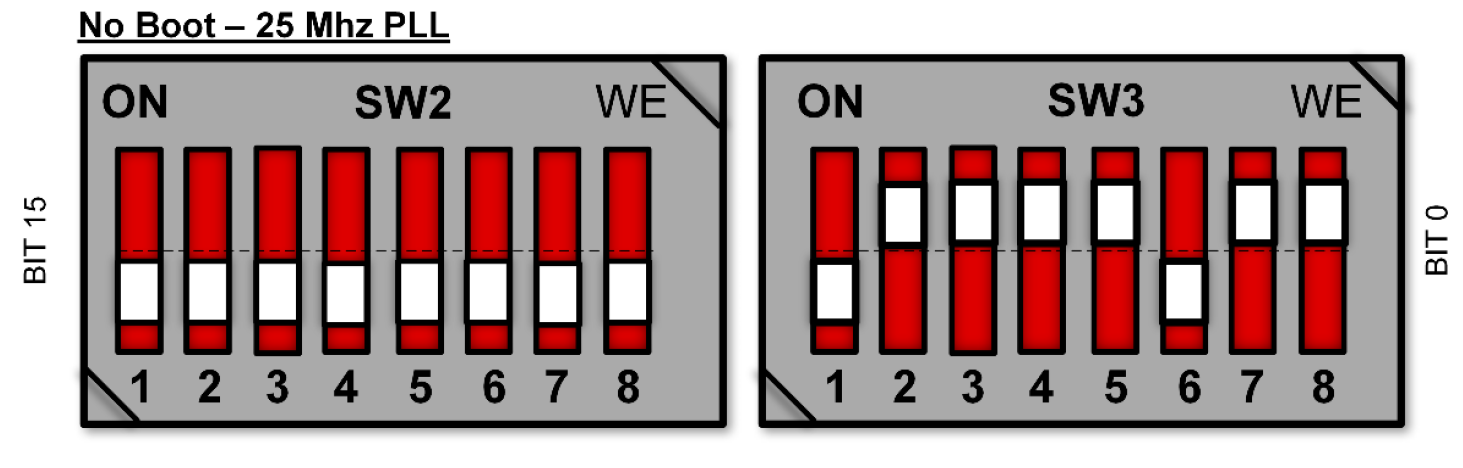 No Boot – 25 Mhz PLL
ON SW2 WE
ON SW3 WE
BIT 15
BIT 0
1 2 3 4 5 6 7 8
1 2 3 4 5 6 7 8